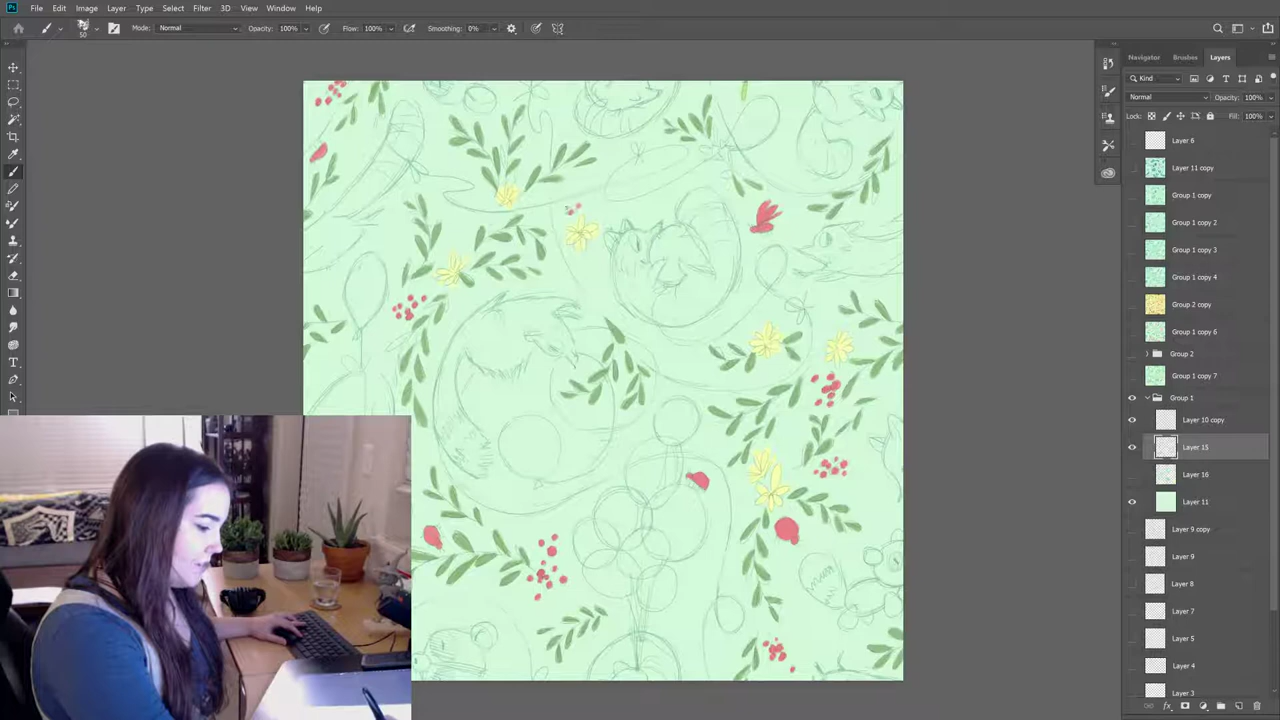 Ps File Edit Image Layer Type Select Filter 3D View Window Help
50 Mode: Normal Opacity: 100% Flow: 100% Smoothing: 0%
Navigator Brushes Layers
Kind
Normal Opacity: 100%
Lock: Fill: 100%
Layer 6
Layer 11 copy
Group 1 copy
Group 1 copy 2
Group 1 copy 3
Group 1 copy 4
Group 2 copy
Group 1 copy 6
Group 2
Group 1 copy 7
Group 1
Layer 10 copy
Layer 15
Layer 16
Layer 11
Layer 9 copy
Layer 9
Layer 8
Layer 7
Layer 5
Layer 4
Layer 3
fx